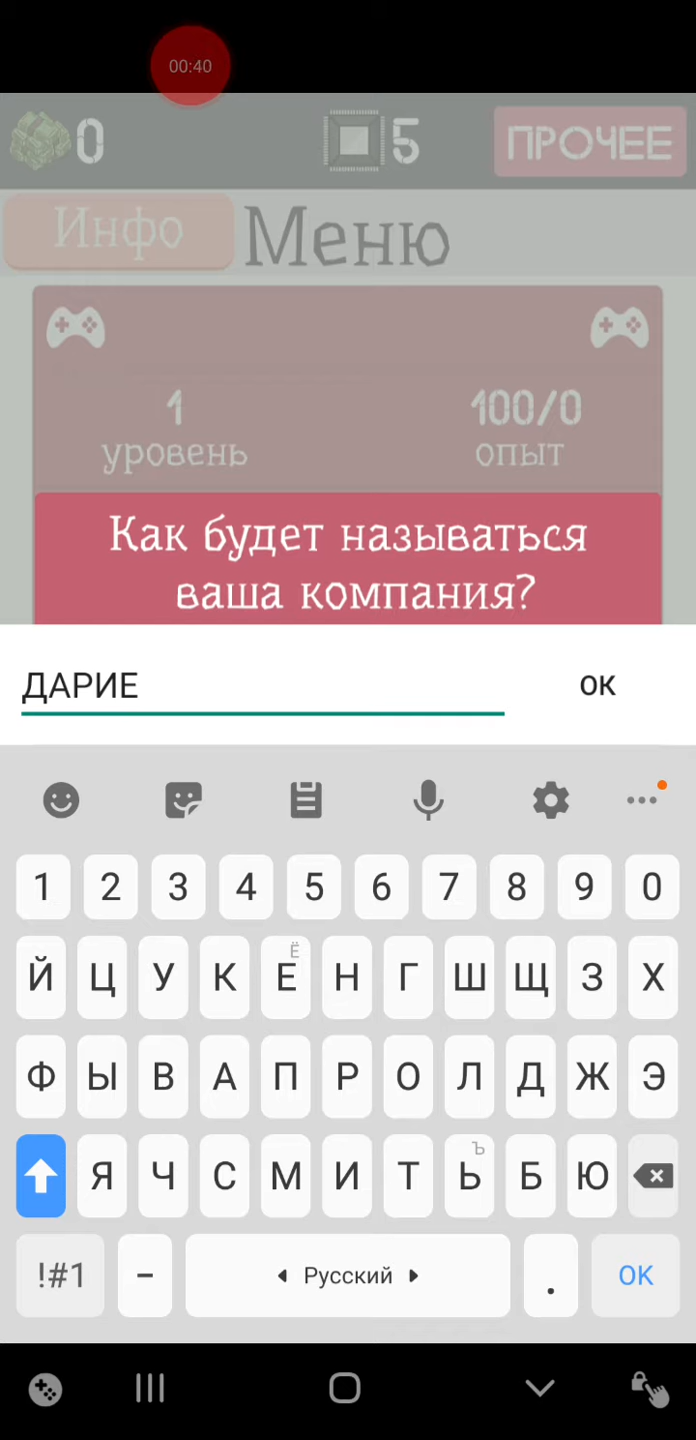 00:40
0 5 ПРОЧЕЕ
Инфо Меню
1 100/0
уровень опыт
Как будет называться
ваша компания?
ДАРИЕ ОК
1 2 3 4 5 6 7 8 9 0
Ё
Й Ц У К Е Н Г Ш Щ З Х
Ф Ы В А П Р О Л Д Ж Э
Ъ
Я Ч С М И Т Ь Б Ю
!#1 - Русский . OK